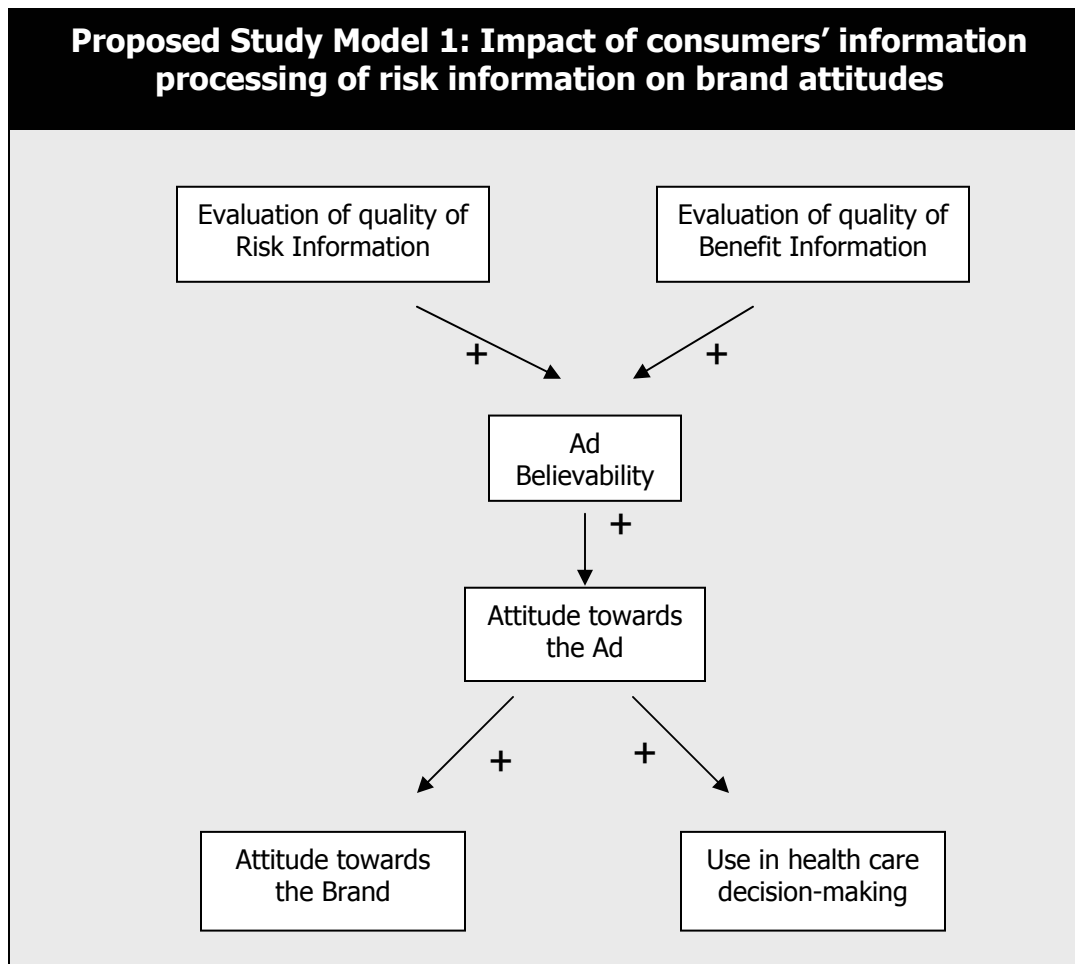 Proposed Study Model 1: Impact of consumers’ information
processing of risk information on brand attitudes
Evaluation of quality of
Risk Information
Evaluation of quality of
Benefit Information
+
+
Ad
Believability
+
Attitude towards
the Ad
+
+
Attitude towards
the Brand
Use in health care
decision-making